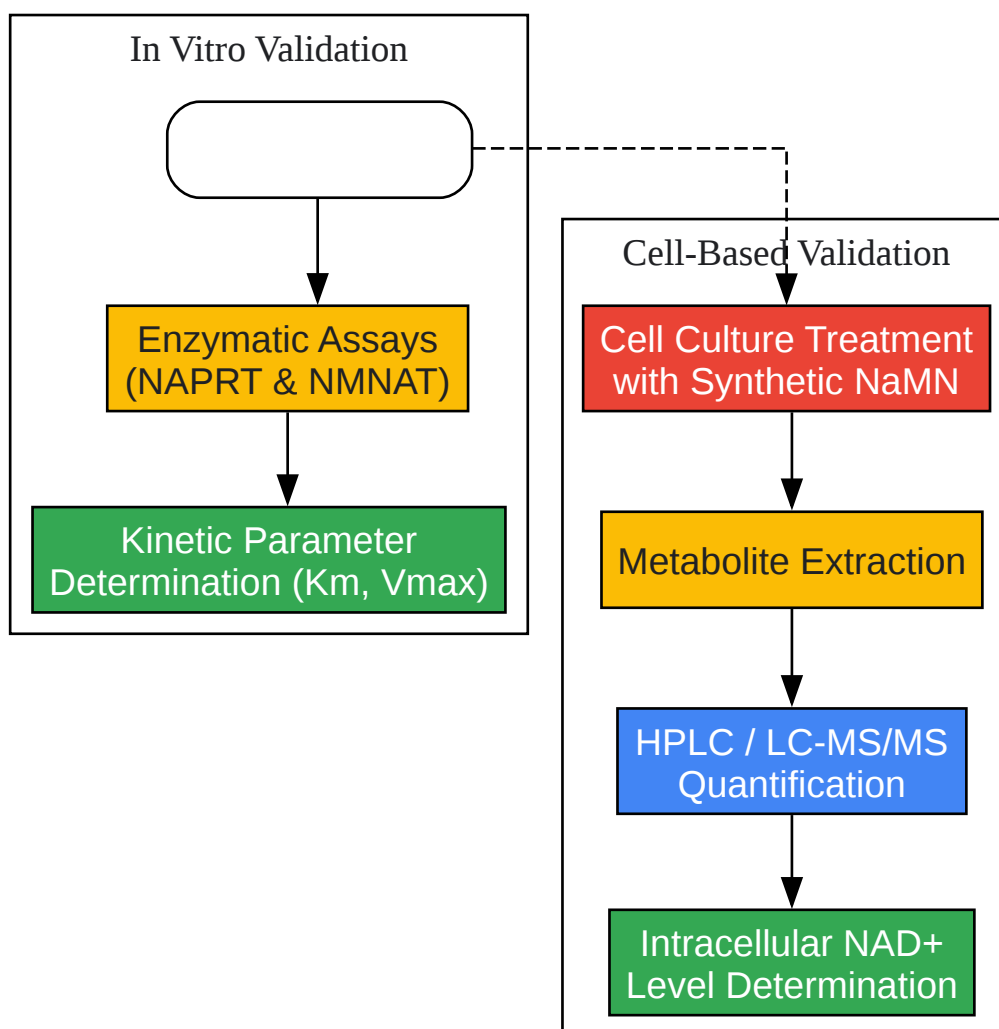 In Vitro Validation
Enzymatic Assays
(NAPRT & NMNAT)
Kinetic Parameter
Determination (Km, Vmax)
Cell-Based Validation
Cell Culture Treatment
with Synthetic NaMN
Metabolite Extraction
HPLC / LC-MS/MS
Quantification
Intracellular NAD+
Level Determination